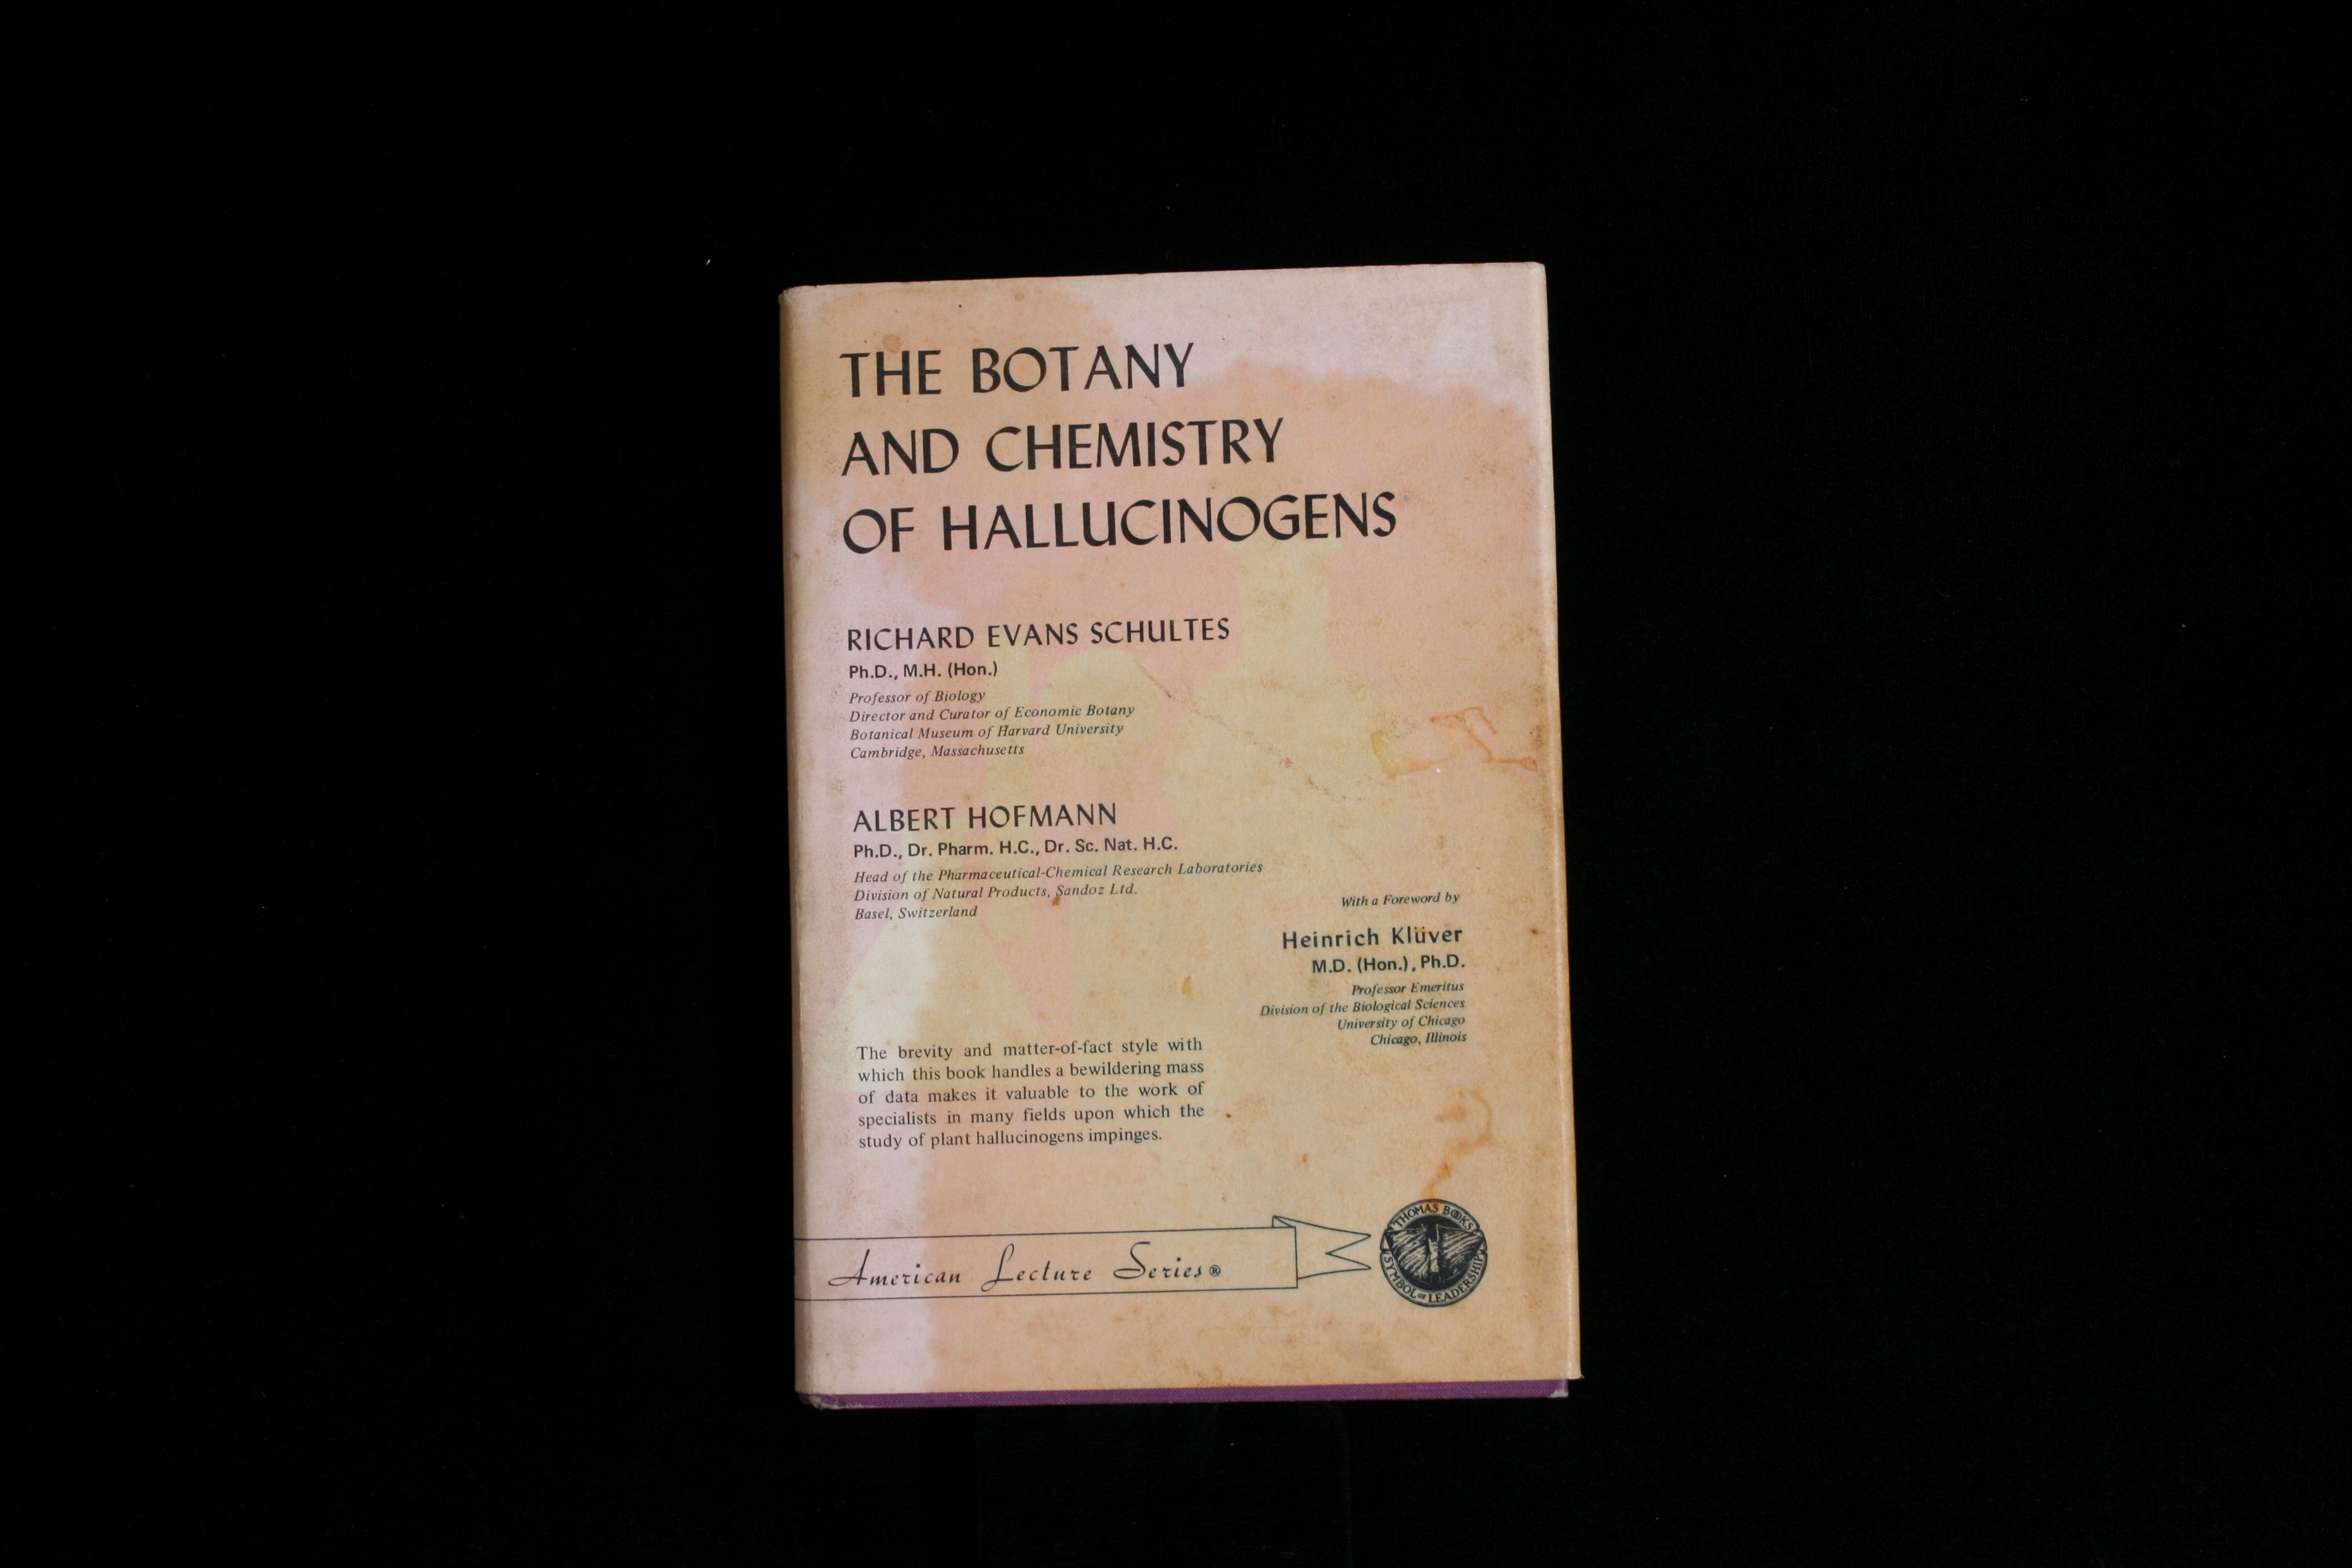 THE BOTANY
AND CHEMISTRY
OF HALLUCINOGENS
RICHARD EVANS SCHULTES
Ph.D., M.H. (Hon.)
Professor of Biology
Director and Curator of Economic Botany
Botanical Museum of Harvard University
Cambridge, Massachusetts
ALBERT HOFMANN
Ph.D., Dr. Pharm. H.C., Dr. Sc. Nat. H.C.
Head of the Pharmaceutical-Chemical Research Laboratories
Division of Natural Products, Sandoz Ltd.
Basel, Switzerland
With a Foreword by
Heinrich Klüver
M.D. (Hon.), Ph.D.
Professor Emeritus
Division of the Biological Sciences
University of Chicago
Chicago, Illinois
The brevity and matter-of-fact style with
which this book handles a bewildering mass
of data makes it valuable to the work of
specialists in many fields upon which the
study of plant hallucinogens impinges.
American Lecture Series®
THOMAS BOOKS
SYMBOL OF LEADERSHIP